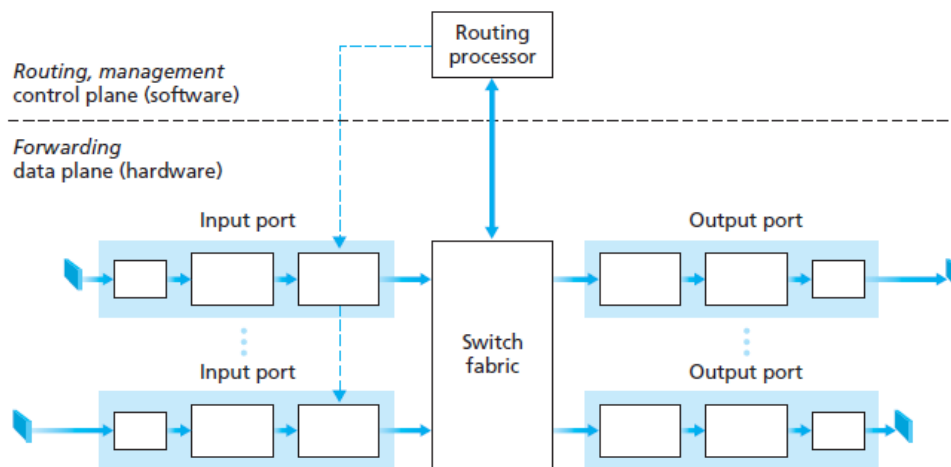 Routing
processor
Routing, management
control plane (software)
Forwarding
data plane (hardware)
Input port
Output port
Switch
fabric
Input port
Output port